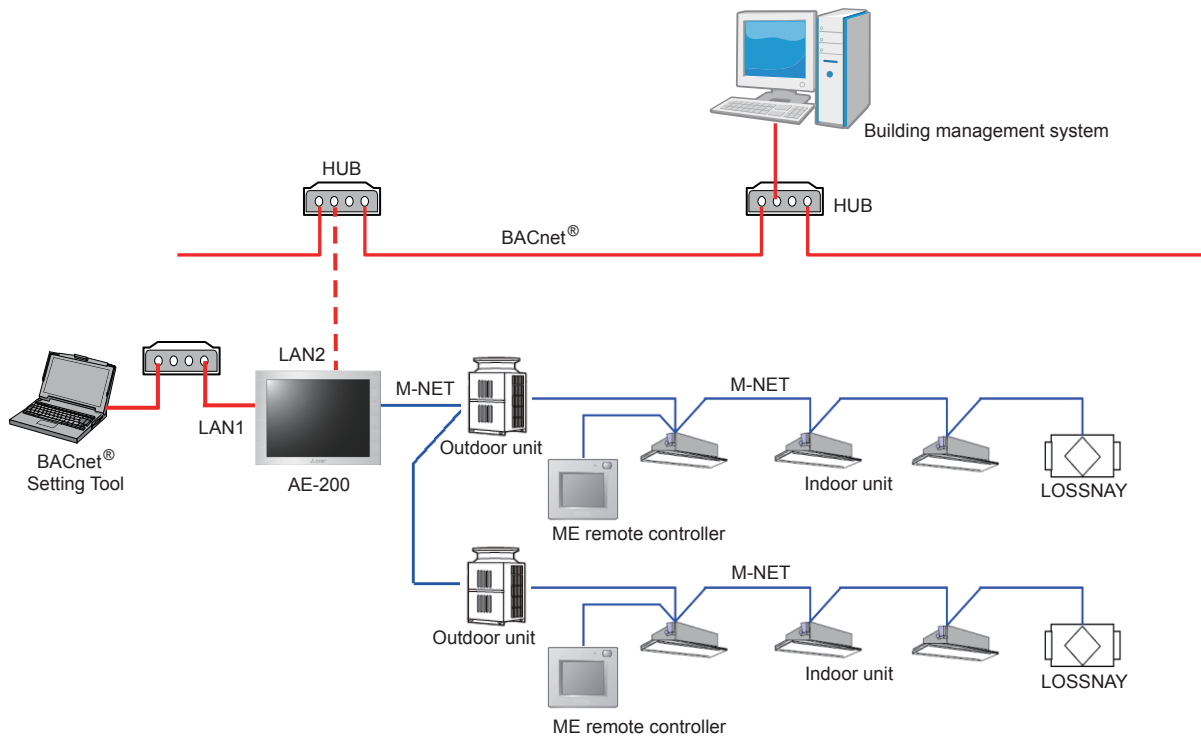 Building management system
HUB
HUB
BACnet®
LAN2
M-NET
M-NET
LAN1
Outdoor unit
BACnet®
Setting Tool
AE-200
Indoor unit
LOSSNAY
ME remote controller
M-NET
Outdoor unit
Indoor unit
LOSSNAY
ME remote controller